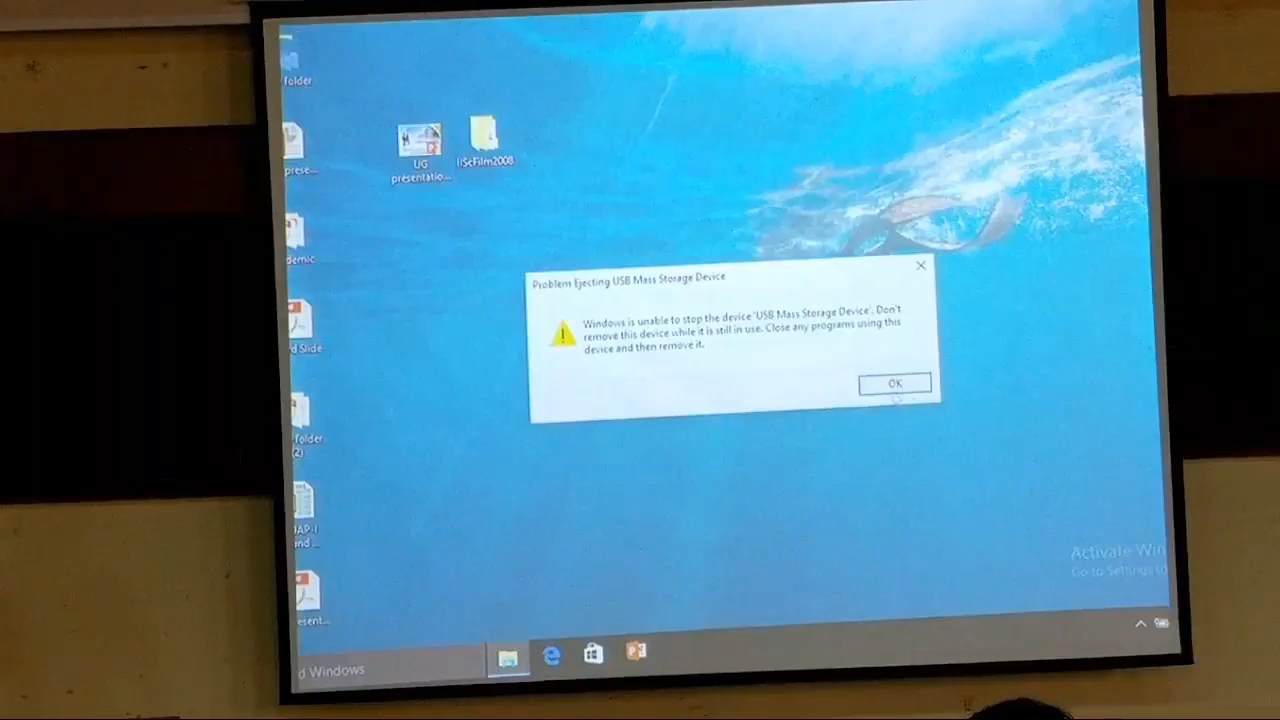 folder
UG
presentatio...
IIScFilm2008
prese...
demic
Problem Ejecting USB Mass Storage Device
Windows is unable to stop the device 'USB Mass Storage Device'. Don't
remove this device while it is still in use. Close any programs using this
device and then remove it.
OK
d Slide
folder
(2)
and ...
esent...
Activate Win
Go to Settings to
d Windows